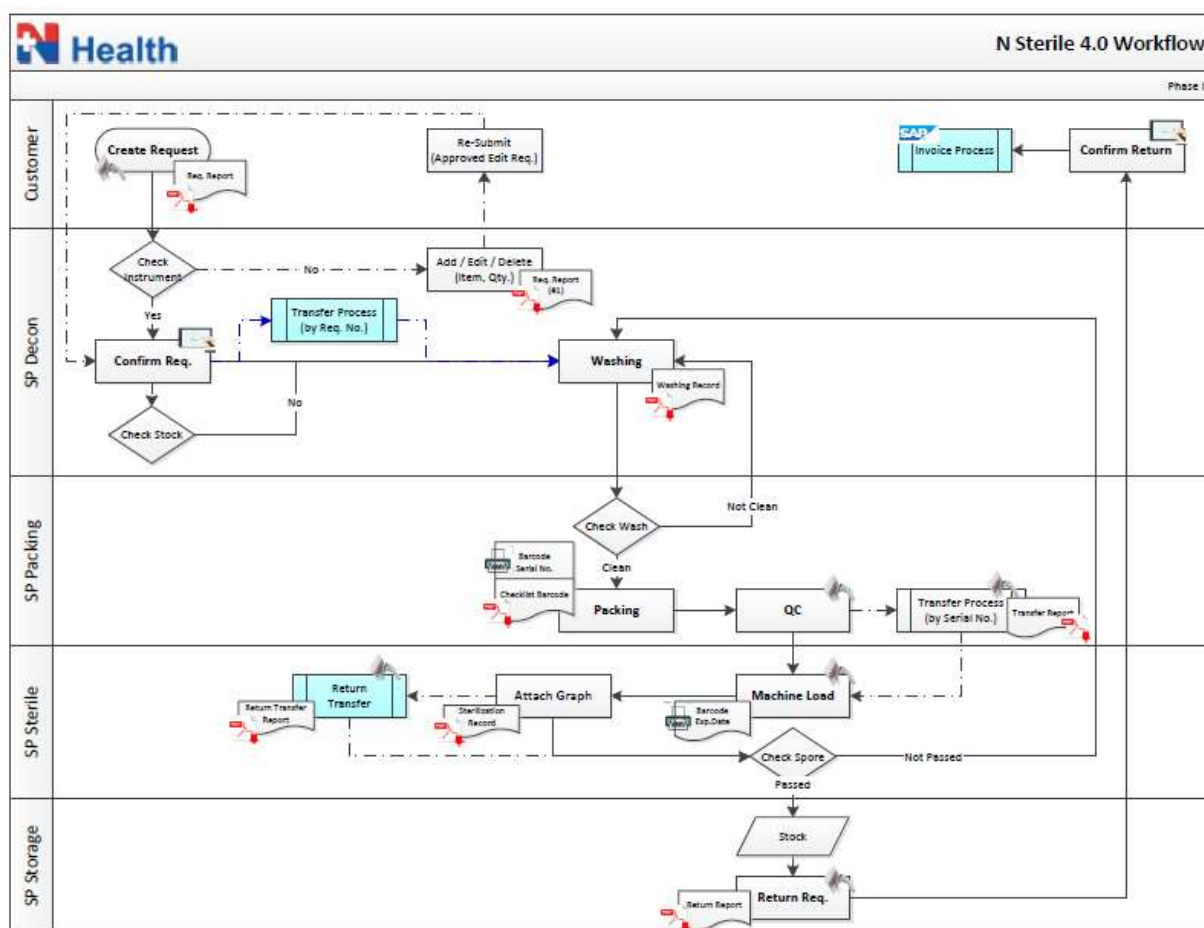 N Health
N Sterile 4.0 Workflow
Phase
Customer
Create Request
Req. Report
Re-Submit
(Approved Edit Req.)
SAP
Invoice Process
Confirm Return
SP Decon
Check
Instrument
No
Add / Edit / Delete
(Item, Qty.)
Req. Report
(#1)
Yes
Transfer Process
(by Req. No.)
Confirm Req.
Washing
Washing Record
No
Check Stock
SP Packing
Check Wash
Not Clean
Clean
Barcode
Serial No.
Checklist Barcode
Packing
QC
Transfer Process
(by Serial No.)
Transfer Report
SP Sterile
Return
Transfer
Return Transfer
Report
Attach Graph
Sterilization
Record
Machine Load
Barcode
Exp.Date
Check Spore
Not Passed
Passed
SP Storage
Stock
Return Req.
Return Report